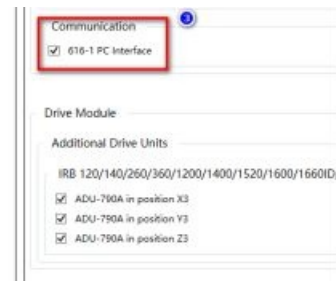 Communication
3
616-1 PC Interface
Drive Module
Additional Drive Units
IRB 120/140/260/360/1200/1400/1520/1600/1660ID
ADU-790A in position X3
ADU-790A in position Y3
ADU-790A in position Z3